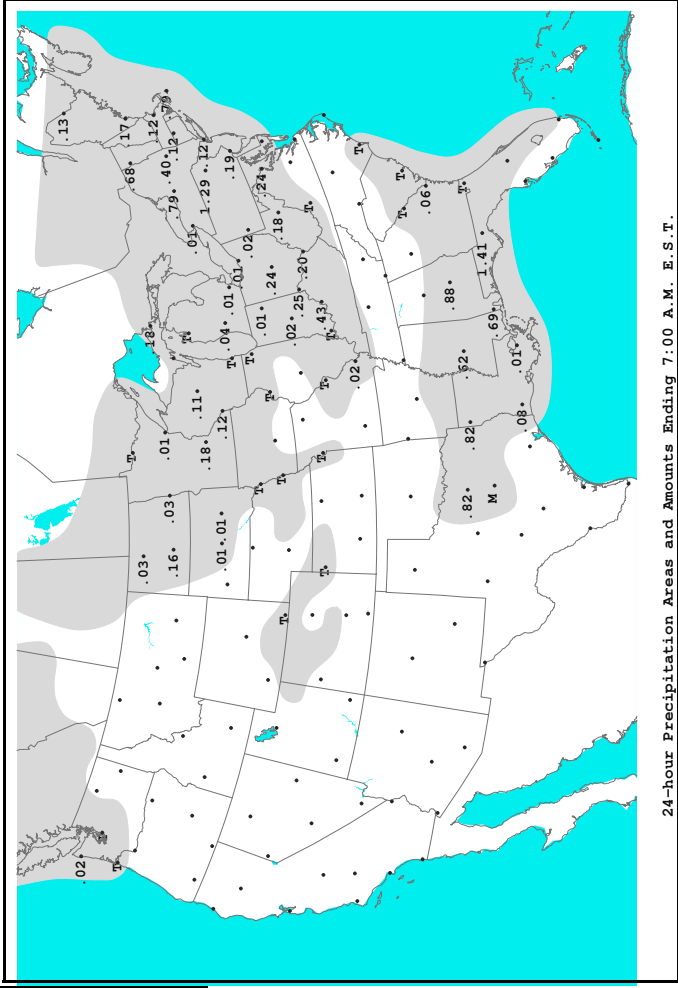 .13
.02
T
.17
.68
T
.03
.18
.12
.01
.40
.79
.16
.03
.79
.12
T
.01
.11
.18
1.29
.12
.01
.01
.12
.04
.01
.19
T
.01
.02
T
T
.01
.24
T
.24
.18
T
T
.02
.25
.20
T
.43
T
T
T
T
.02
T
T
T
.06
.88
.62
T
.82
.82
1.41
M
.69
.01
.08
24-hour Precipitation Areas and Amounts Ending 7:00 A.M. E.S.T.